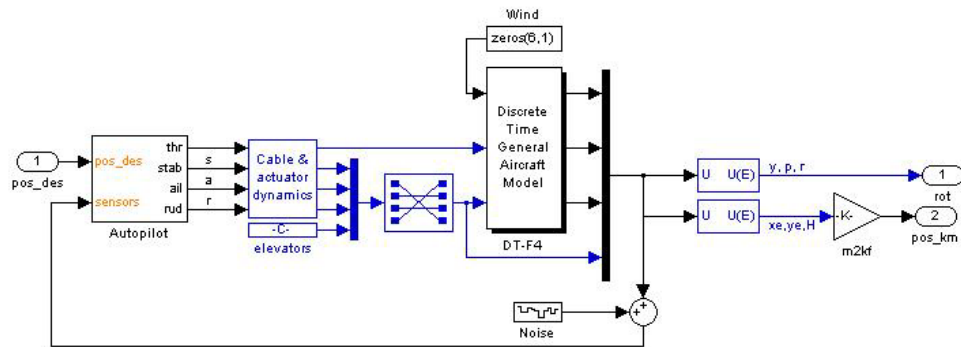 Wind
zeros(6,1)
1
pos_des
pos_des
sensors
thr
stab
ail
rud
Autopilot
s
a
r
Cable &
actuator
dynamics
-C-
elevators
Discrete
Time
General
Aircraft
Model
DT-F4
U U(E)
y, p, r
1
rot
U U(E)
xe,ye,H
-K-
m2kf
2
pos_km
Noise
+
+